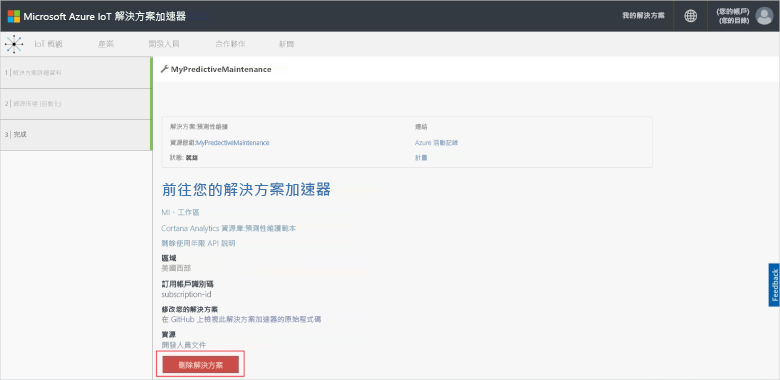 Microsoft Azure IoT 解決方案加速器
我的解決方案
(您的帳戶)
(您的目錄)
IoT 概觀
產業
開發人員
合作夥伴
新聞
1 解決方案詳細資料
2 資源佈建 (自動化)
3 完成
MyPredictiveMaintenance
解決方案:預測性維護
連結
資源群組:MyPredectiveMaintenance
Azure 活動記錄
狀態: 就緒
計量
前往您的解決方案加速器
Ml、工作區
Cortana Analytics 資源庫:預測性維護範本
剩餘使用年限 API 說明
區域
美國西部
訂用帳戶識別碼
subscription-id
修改您的解決方案
在 GitHub 上檢視此解決方案加速器的原始程式碼
資源
開發人員文件
刪除解決方案
Feedback